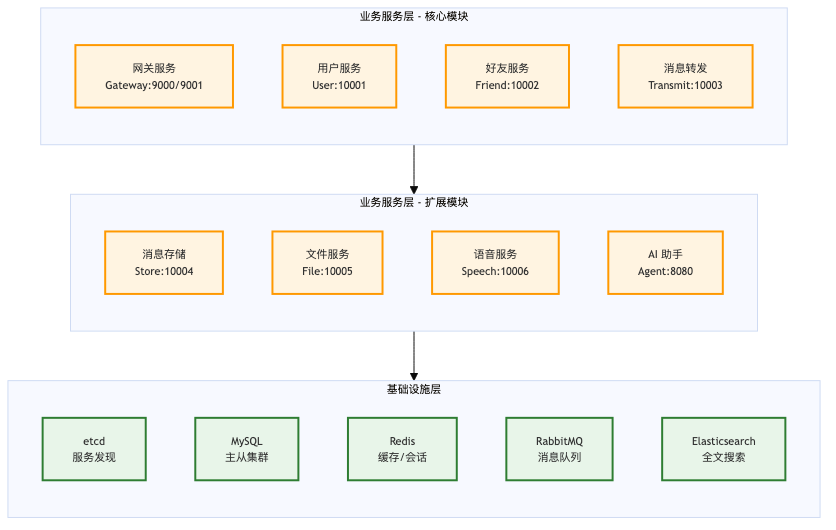 业务服务层 - 核心模块
网关服务
Gateway:9000/9001
用户服务
User:10001
好友服务
Friend:10002
消息转发
Transmit:10003
业务服务层 - 扩展模块
消息存储
Store:10004
文件服务
File:10005
语音服务
Speech:10006
AI 助手
Agent:8080
基础设施层
etcd
服务发现
MySQL
主从集群
Redis
缓存/会话
RabbitMQ
消息队列
Elasticsearch
全文搜索